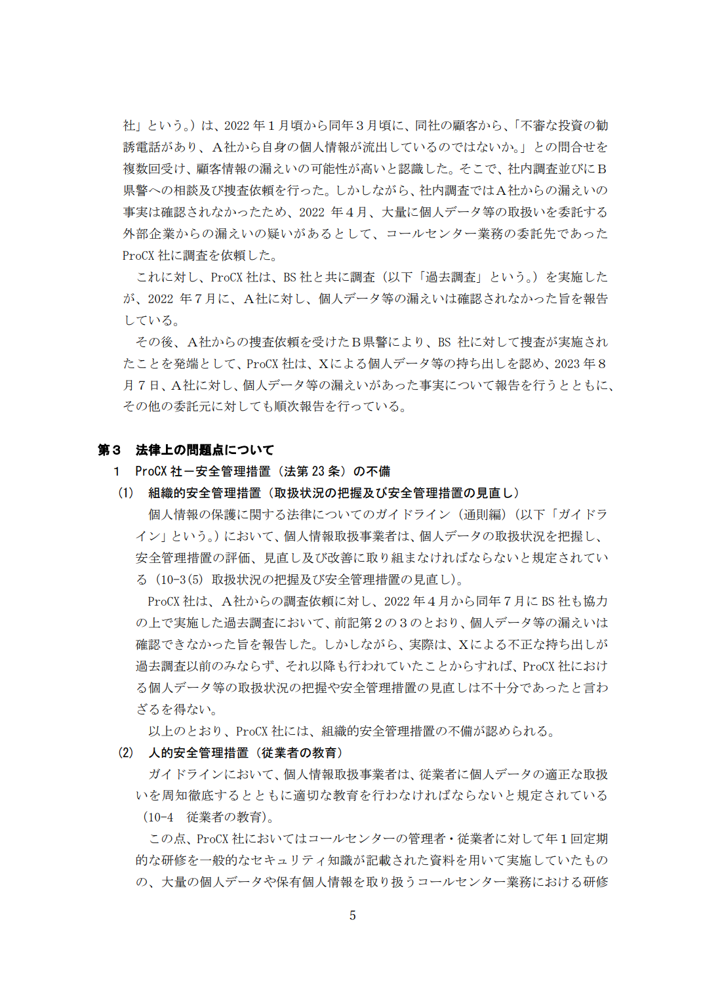 社」という。）は、2022 年１月頃から同年３月頃に、同社の顧客から、「不審な投資の勧
誘電話があり、Ａ社から自身の個人情報が流出しているのではないか。」との問合せを
複数回受け、顧客情報の漏えいの可能性が高いと認識した。そこで、社内調査並びにＢ
県警への相談及び捜査依頼を行った。しかしながら、社内調査ではＡ社からの漏えいの
事実は確認されなかったため、2022 年４月、大量に個人データ等の取扱いを委託する
外部企業からの漏えいの疑いがあるとして、コールセンター業務の委託先であった
ProCX 社に調査を依頼した。
これに対し、ProCX 社は、BS 社と共に調査（以下「過去調査」という。）を実施した
が、2022 年７月に、Ａ社に対し、個人データ等の漏えいは確認されなかった旨を報告
している。
その後、Ａ社からの捜査依頼を受けたＢ県警により、BS 社に対して捜査が実施され
たことを発端として、ProCX 社は、Ｘによる個人データ等の持ち出しを認め、2023 年８
月７日、Ａ社に対し、個人データ等の漏えいがあった事実について報告を行うとともに、
その他の委託元に対しても順次報告を行っている。
第３　法律上の問題点について
１　ProCX 社－安全管理措置（法第 23 条）の不備
(1)　組織的安全管理措置（取扱状況の把握及び安全管理措置の見直し）
個人情報の保護に関する法律についてのガイドライン（通則編）（以下「ガイドラ
イン」という。）において、個人情報取扱事業者は、個人データの取扱状況を把握し、
安全管理措置の評価、見直し及び改善に取り組まなければならないと規定されてい
る（10-3(5) 取扱状況の把握及び安全管理措置の見直し）。
ProCX 社は、Ａ社からの調査依頼に対し、2022 年４月から同年７月に BS 社も協力
の上で実施した過去調査において、前記第２の３のとおり、個人データ等の漏えいは
確認できなかった旨を報告した。しかしながら、実際は、Ｘによる不正な持ち出しが
過去調査以前のみならず、それ以降も行われていたことからすれば、ProCX 社におけ
る個人データ等の取扱状況の把握や安全管理措置の見直しは不十分であったと言わ
ざるを得ない。
以上のとおり、ProCX 社には、組織的安全管理措置の不備が認められる。
(2)　人的安全管理措置（従業者の教育）
ガイドラインにおいて、個人情報取扱事業者は、従業者に個人データの適正な取扱
いを周知徹底するとともに適切な教育を行わなければならないと規定されている
（10-4　従業者の教育）。
この点、ProCX 社においてはコールセンターの管理者・従業者に対して年１回定期
的な研修を一般的なセキュリティ知識が記載された資料を用いて実施していたもの
の、大量の個人データや保有個人情報を取り扱うコールセンター業務における研修
5